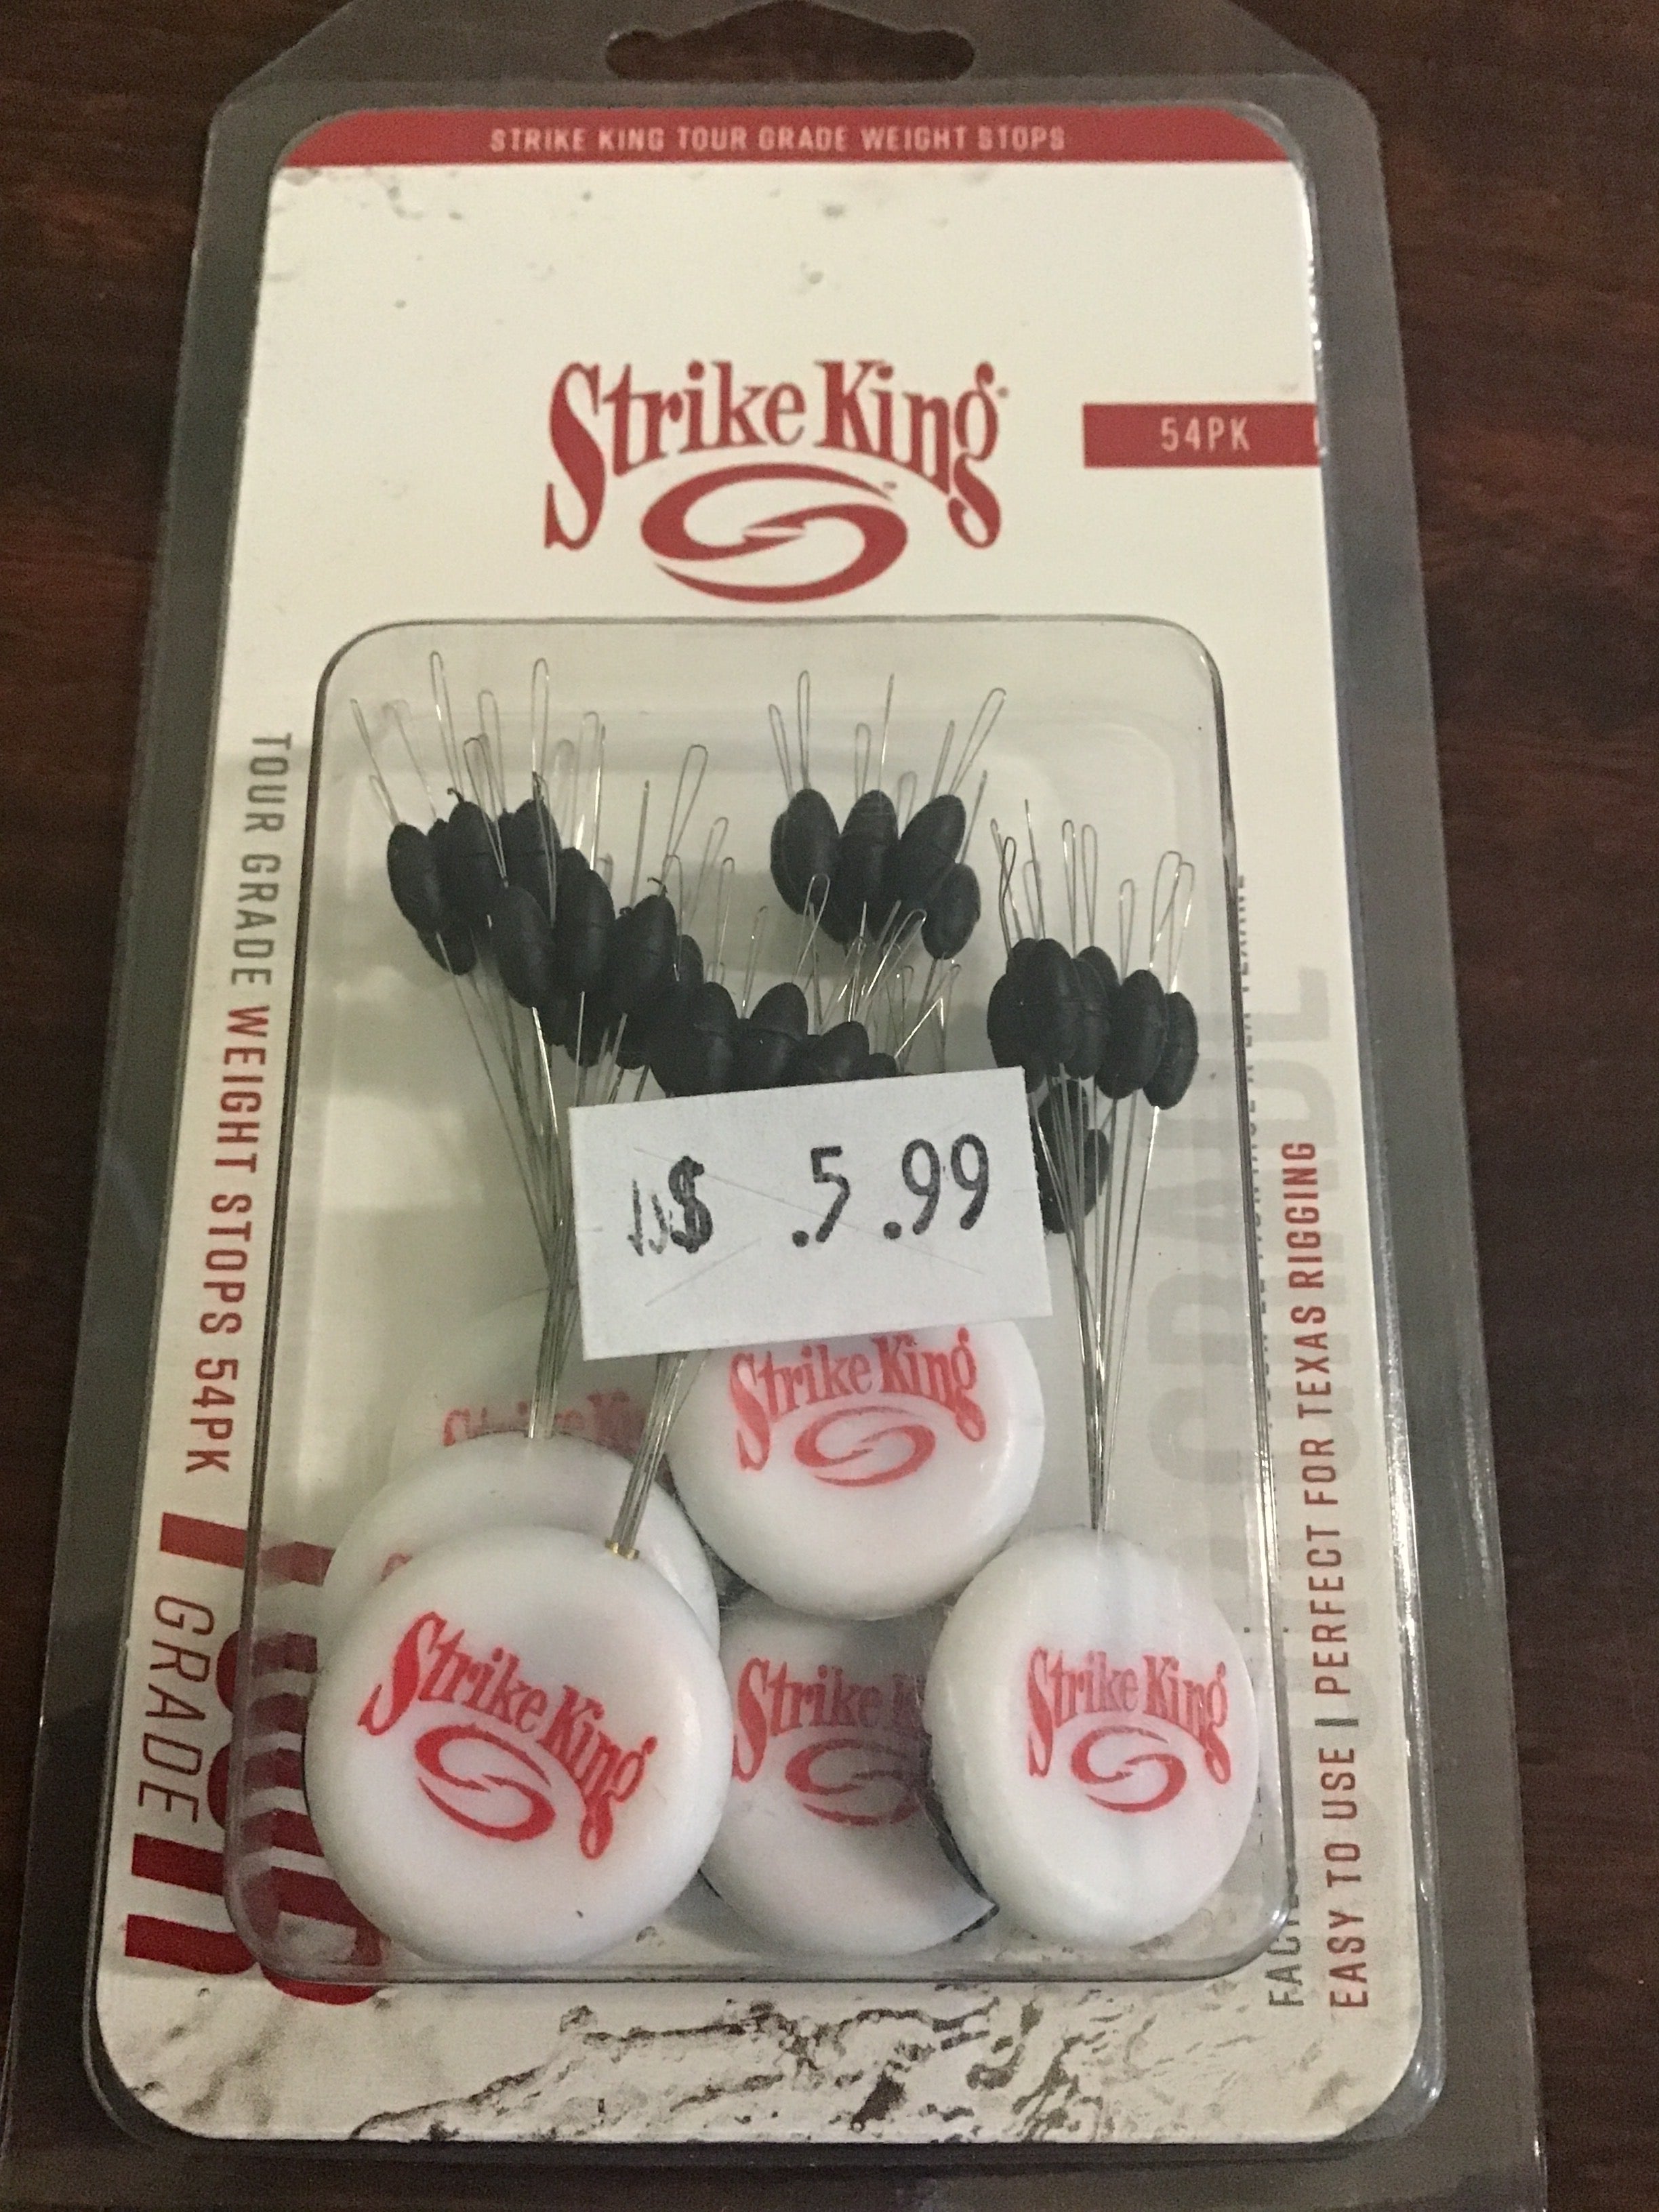 STRIKE KING TOUR GRADE WEIGHT STOPS
Strike King
54PK
TOUR GRADE WEIGHT STOPS 54PK
GRADE
EASY TO USE | PERFECT FOR TEXAS RIGGING
US$ .5.99
Strike King
Strike King
Strike King
Strike King